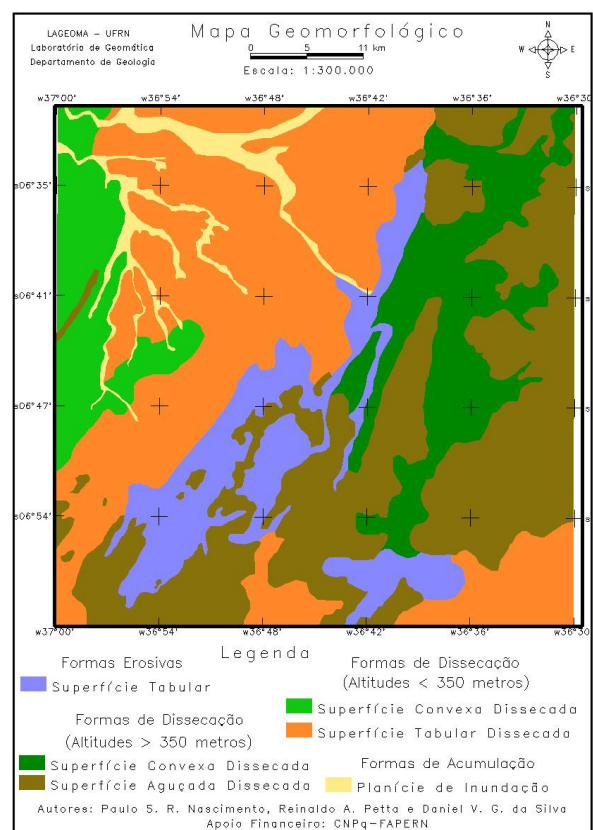 LAGEOMA - UFRN
Laboratória de Geomática
Departamento de Geologia
Mapa Geomorfológico
0 5 11 km
Escala: 1:300.000
N
W E
S
w37°00' w36°54' w36°48' w36°42' w36°36' w36°30'
s06°35'
s06°41'
s06°47'
s06°54'
w37°00' w36°54' w36°48' w36°42' w36°36' w36°30'
Legenda
Formas Erosivas
Superfície Tabular
Formas de Dissecação
(Altitudes > 350 metros)
Superfície Convexa Dissecada
Superfície Aguçada Dissecada
Formas de Dissecação
(Altitudes < 350 metros)
Superfície Convexa Dissecada
Superfície Tabular Dissecada
Formas de Acumulação
Planície de Inundação
Autores: Paulo S. R. Nascimento, Reinaldo A. Petta e Daniel V. G. da Silva
Apoio Financeiro: CNPq-FAPERN